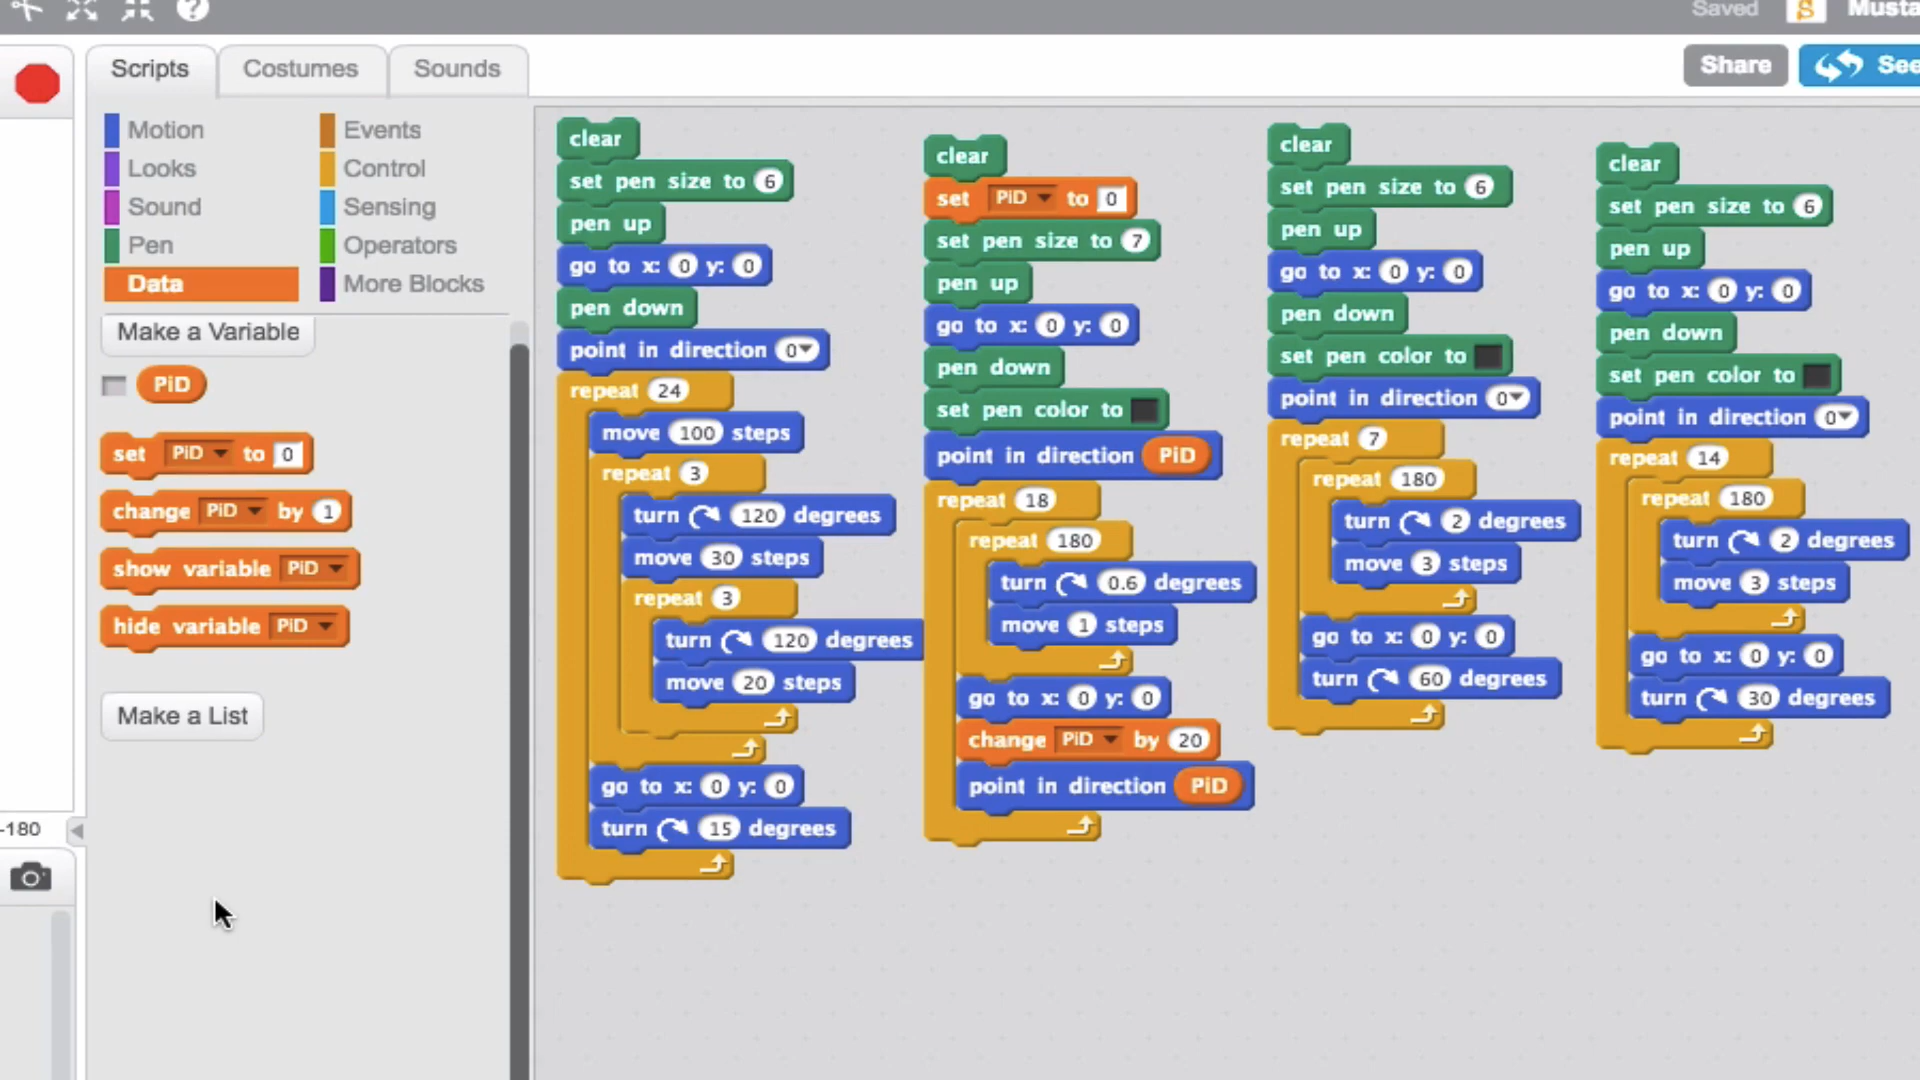 Saved
Musta
Scripts
Costumes
Sounds
Share
See
Motion
Looks
Sound
Pen
Data
Events
Control
Sensing
Operators
More Blocks
Make a Variable
PiD
set PiD to 0
change PiD by 1
show variable PiD
hide variable PiD
Make a List
-180
clear
set pen size to 6
pen up
go to x: 0 y: 0
pen down
point in direction 0
repeat 24
move 100 steps
repeat 3
turn 120 degrees
move 30 steps
repeat 3
turn 120 degrees
move 20 steps
go to x: 0 y: 0
turn 15 degrees
clear
set PiD to 0
set pen size to 7
pen up
go to x: 0 y: 0
pen down
set pen color to
point in direction PiD
repeat 18
repeat 180
turn 0.6 degrees
move 1 steps
go to x: 0 y: 0
change PiD by 20
point in direction PiD
clear
set pen size to 6
pen up
go to x: 0 y: 0
pen down
set pen color to
point in direction 0
repeat 7
repeat 180
turn 2 degrees
move 3 steps
go to x: 0 y: 0
turn 60 degrees
clear
set pen size to 6
pen up
go to x: 0 y: 0
pen down
set pen color to
point in direction 0
repeat 14
repeat 180
turn 2 degrees
move 3 steps
go to x: 0 y: 0
turn 30 degrees